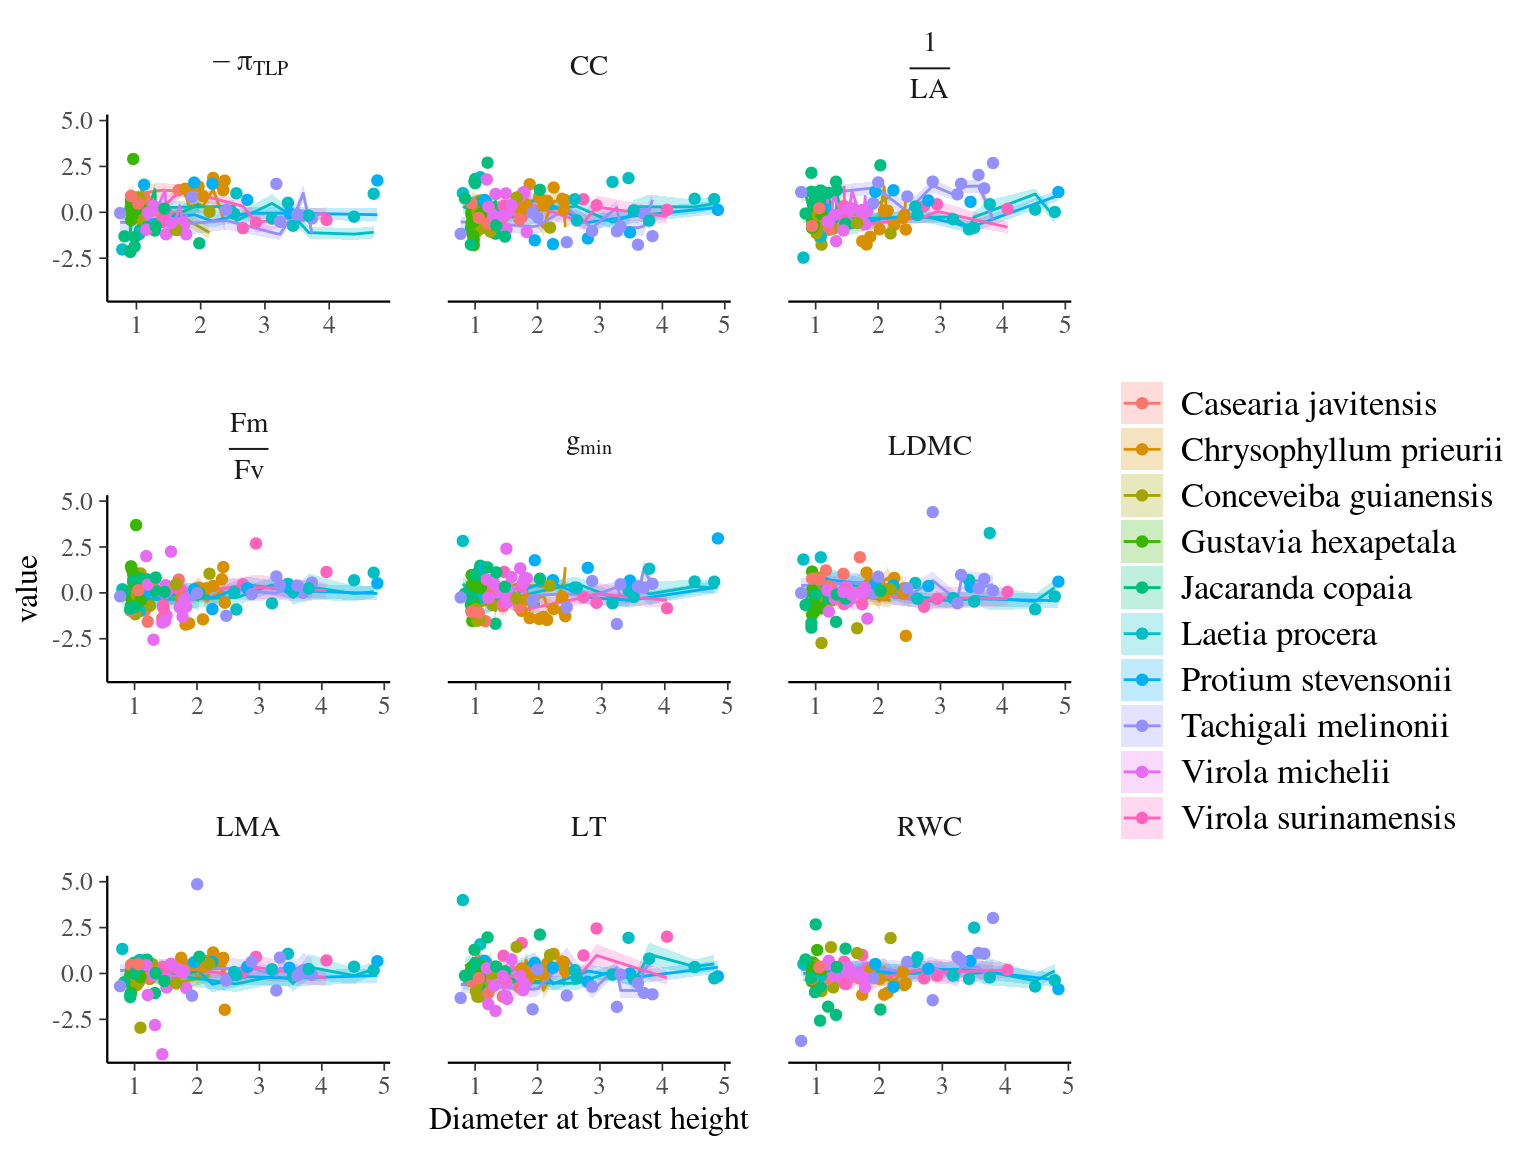 − πTLP CC 1
LA
5.0
2.5
0.0
-2.5
1 2 3 4
1 2 3 4 5
1 2 3 4 5
Fm
Fv
gmin LDMC
5.0
2.5
0.0
-2.5
1 2 3 4 5
1 2 3 4 5
1 2 3 4 5
LMA LT RWC
5.0
2.5
0.0
-2.5
1 2 3 4 5
1 2 3 4 5
1 2 3 4 5
value
Diameter at breast height
Casearia javitensis
Chrysophyllum prieurii
Conceveiba guianensis
Gustavia hexapetala
Jacaranda copaia
Laetia procera
Protium stevensonii
Tachigali melinonii
Virola michelii
Virola surinamensis